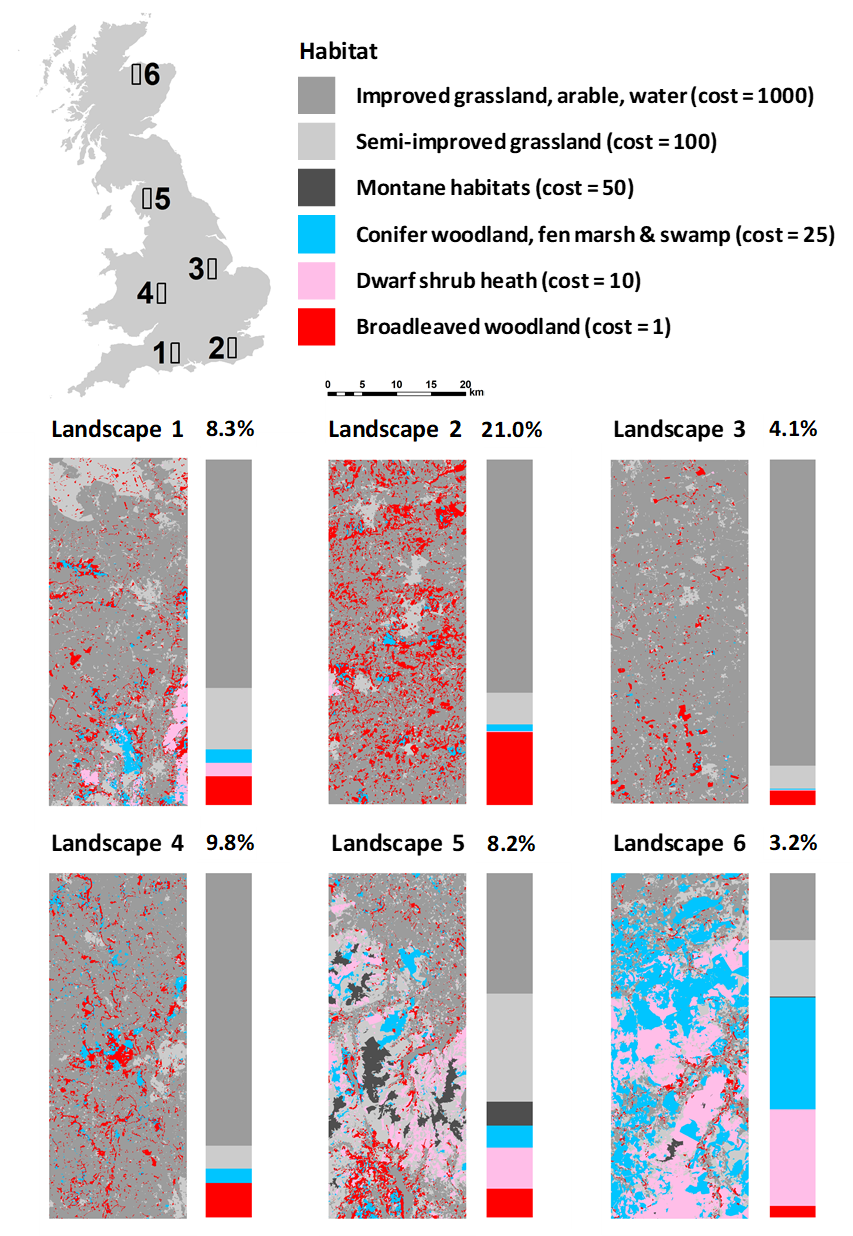 Habitat
Improved grassland, arable, water (cost = 1000)
Semi-improved grassland (cost = 100)
Montane habitats (cost = 50)
Conifer woodland, fen marsh & swamp (cost = 25)
Dwarf shrub heath (cost = 10)
Broadleaved woodland (cost = 1)
6
5
3
4
1
2
0 5 10 15 20 km
Landscape 1 8.3%
Landscape 2 21.0%
Landscape 3 4.1%
Landscape 4 9.8%
Landscape 5 8.2%
Landscape 6 3.2%